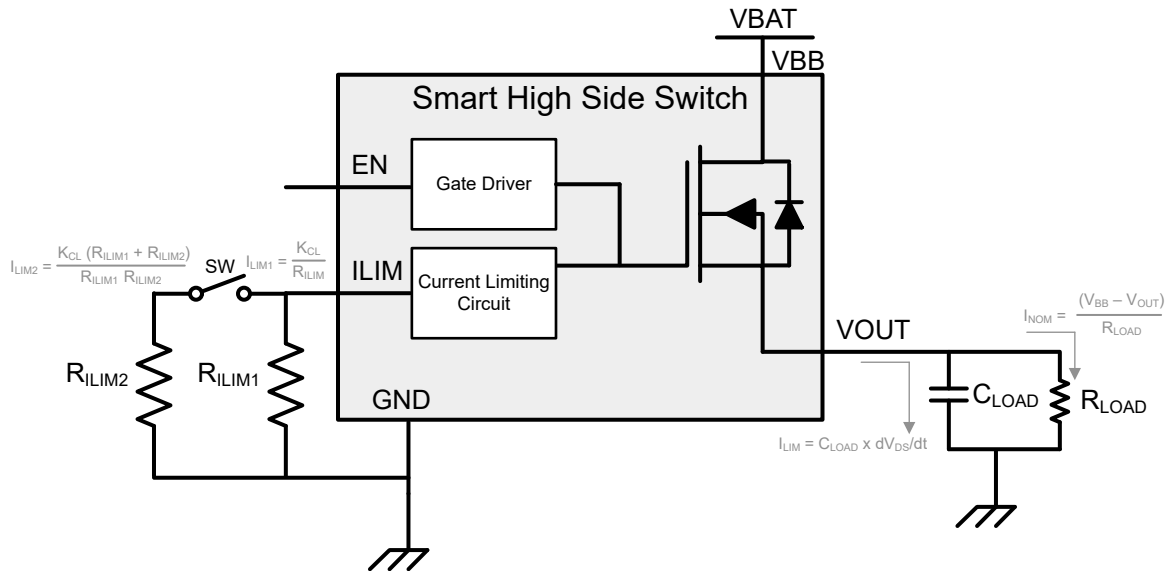 VBAT
VBB
Smart High Side Switch
EN
Gate Driver
I_LIM2 = K_CL (R_ILIM1 + R_ILIM2) / R_ILIM1 R_ILIM2
SW
I_LIM1 = K_CL / R_ILIM
ILIM
Current Limiting
Circuit
I_NOM = (V_BB – V_OUT) / R_LOAD
VOUT
R_ILIM2
R_ILIM1
GND
C_LOAD
R_LOAD
I_LIM = C_LOAD x dV_DS/dt